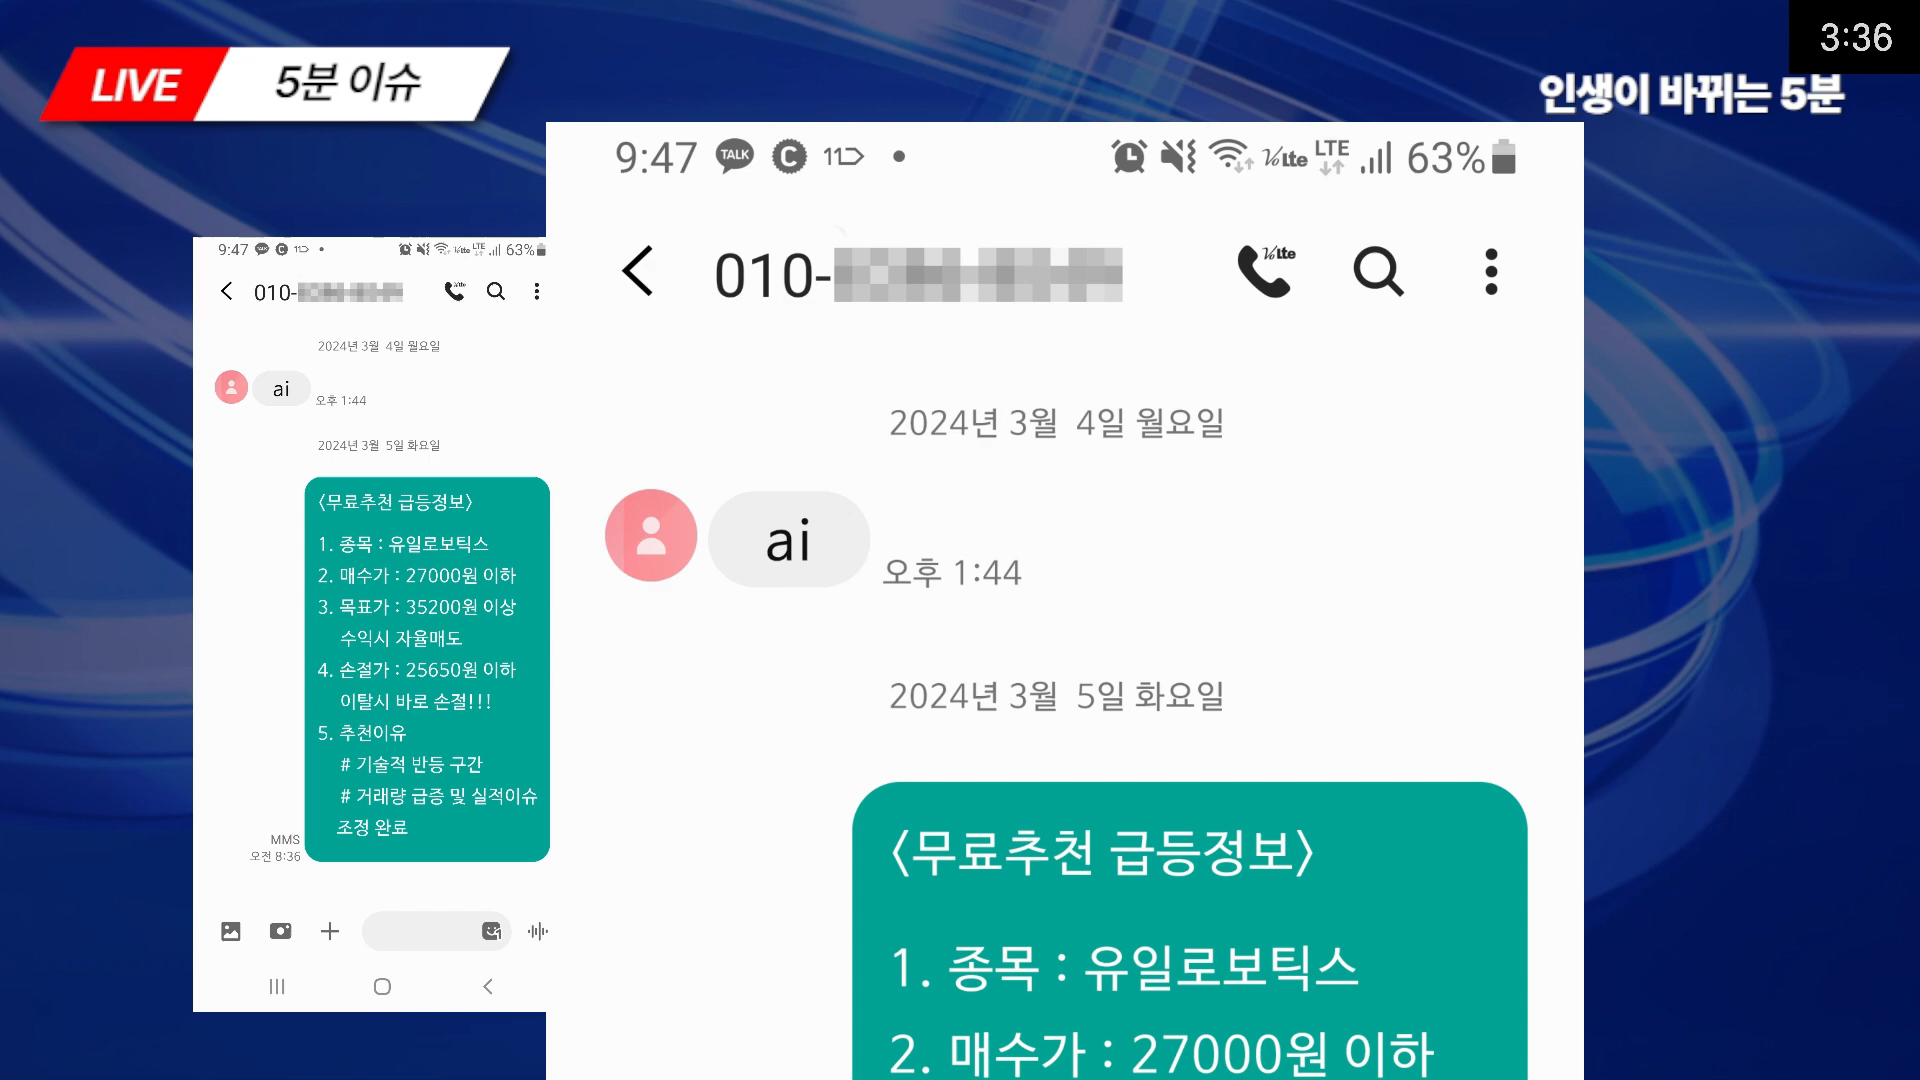 LIVE 5분 이슈
3:36
인생이 바뀌는 5분
9:47 TALK C 11 LTE 63%
010-
2024년 3월 4일 월요일
ai
오후 1:44
2024년 3월 5일 화요일
〈무료추천 급등정보〉
1. 종목 : 유일로보틱스
2. 매수가 : 27000원 이하
3. 목표가 : 35200원 이상
수익시 자율매도
4. 손절가 : 25650원 이하
이탈시 바로 손절!!!
5. 추천이유
# 기술적 반등 구간
# 거래량 급증 및 실적이슈
조정 완료
MMS
오전 8:36
9:47 TALK C 11 VoLte LTE 63%
010- VoLte
2024년 3월 4일 월요일
ai
오후 1:44
2024년 3월 5일 화요일
〈무료추천 급등정보〉
1. 종목 : 유일로보틱스
2. 매수가 : 27000원 이하